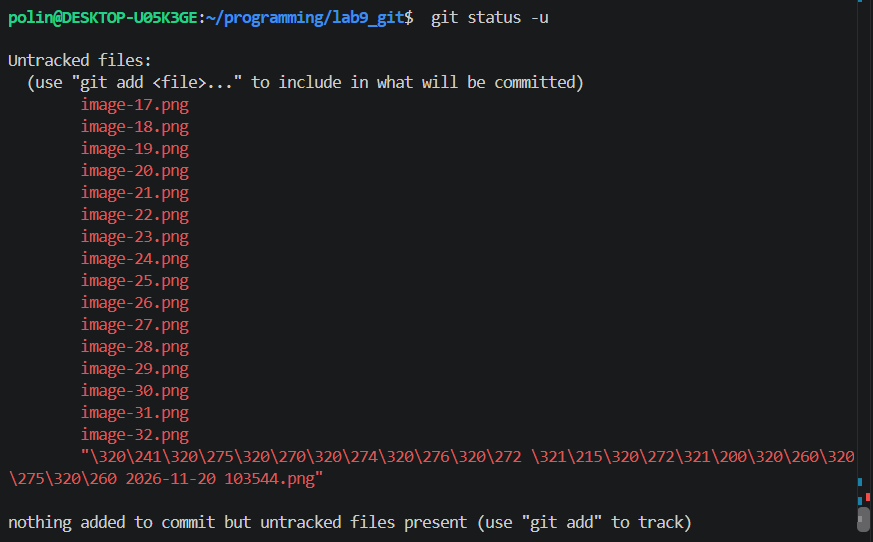 polin@DESKTOP-U05K3GE:~/programming/lab9_git$  git status -u
Untracked files:
  (use "git add <file>..." to include in what will be committed)
        image-17.png
        image-18.png
        image-19.png
        image-20.png
        image-21.png
        image-22.png
        image-23.png
        image-24.png
        image-25.png
        image-26.png
        image-27.png
        image-28.png
        image-29.png
        image-30.png
        image-31.png
        image-32.png
        "\320\241\320\275\320\270\320\274\320\276\320\272 \321\215\320\272\321\200\320\260\320
\275\320\260 2026-11-20 103544.png"
nothing added to commit but untracked files present (use "git add" to track)